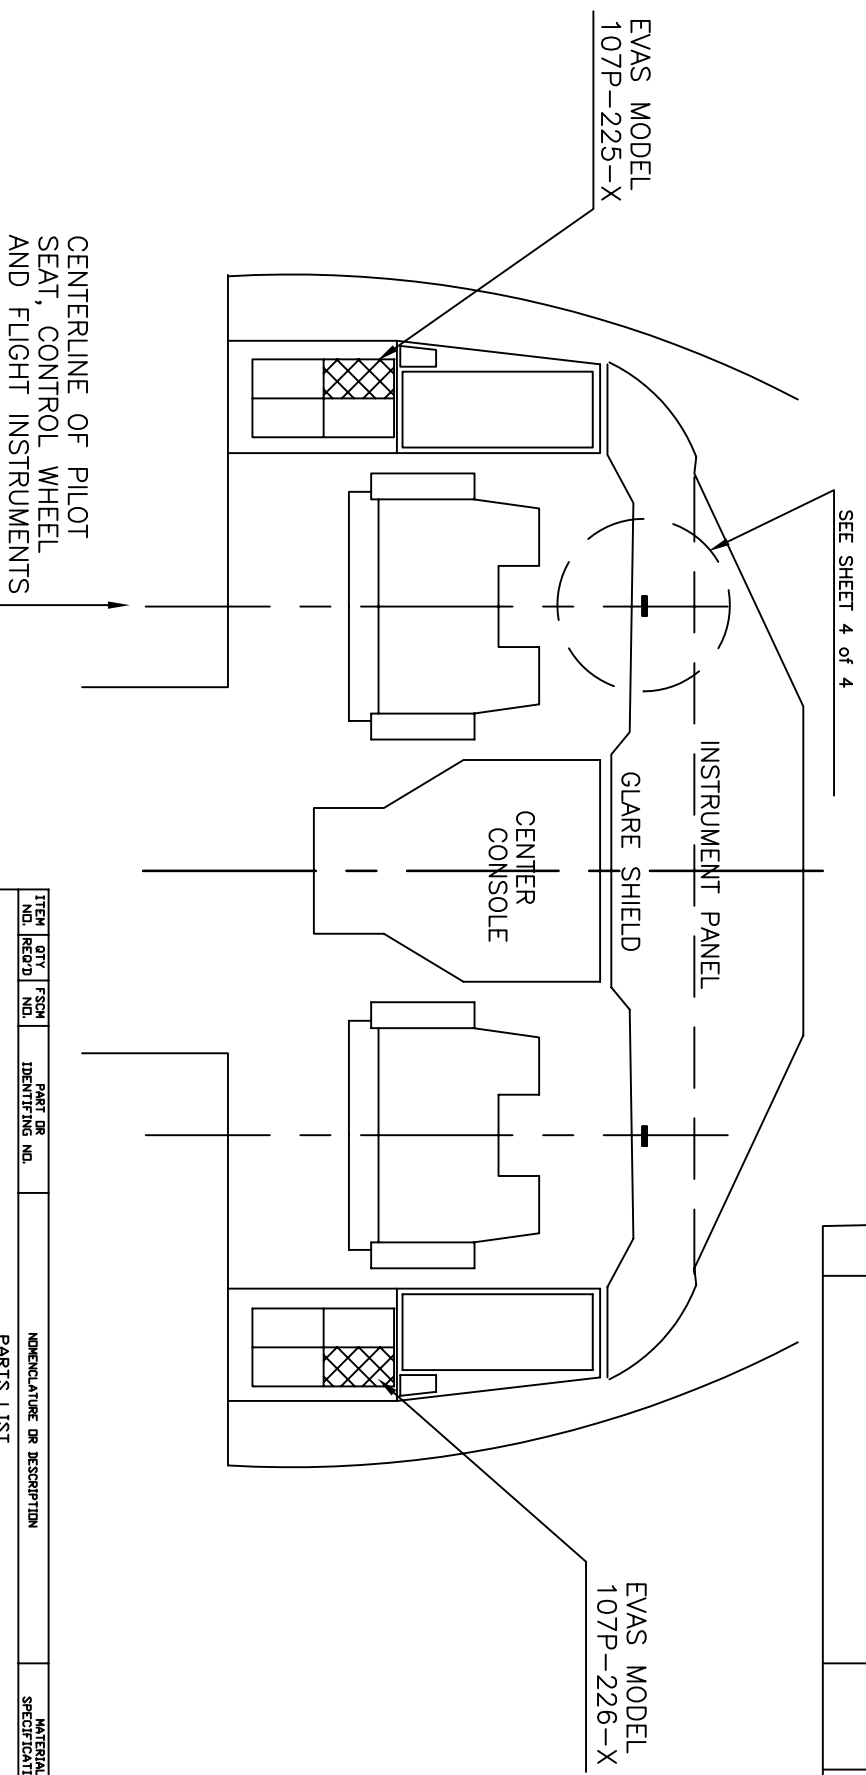 SEE SHEET 4 of 4
INSTRUMENT PANEL
EVAS MODEL
107P-225-X
GLARE SHIELD
CENTER
CONSOLE
EVAS MODEL
107P-226-X
CENTERLINE OF PILOT
SEAT, CONTROL WHEEL
AND FLIGHT INSTRUMENTS
ITEM
NO.
QTY
REQ'D
FSCM
NO.
PART OR
IDENTIFING NO.
NOMENCLATURE OR DESCRIPTION
MATERIAL
PARTS LIST